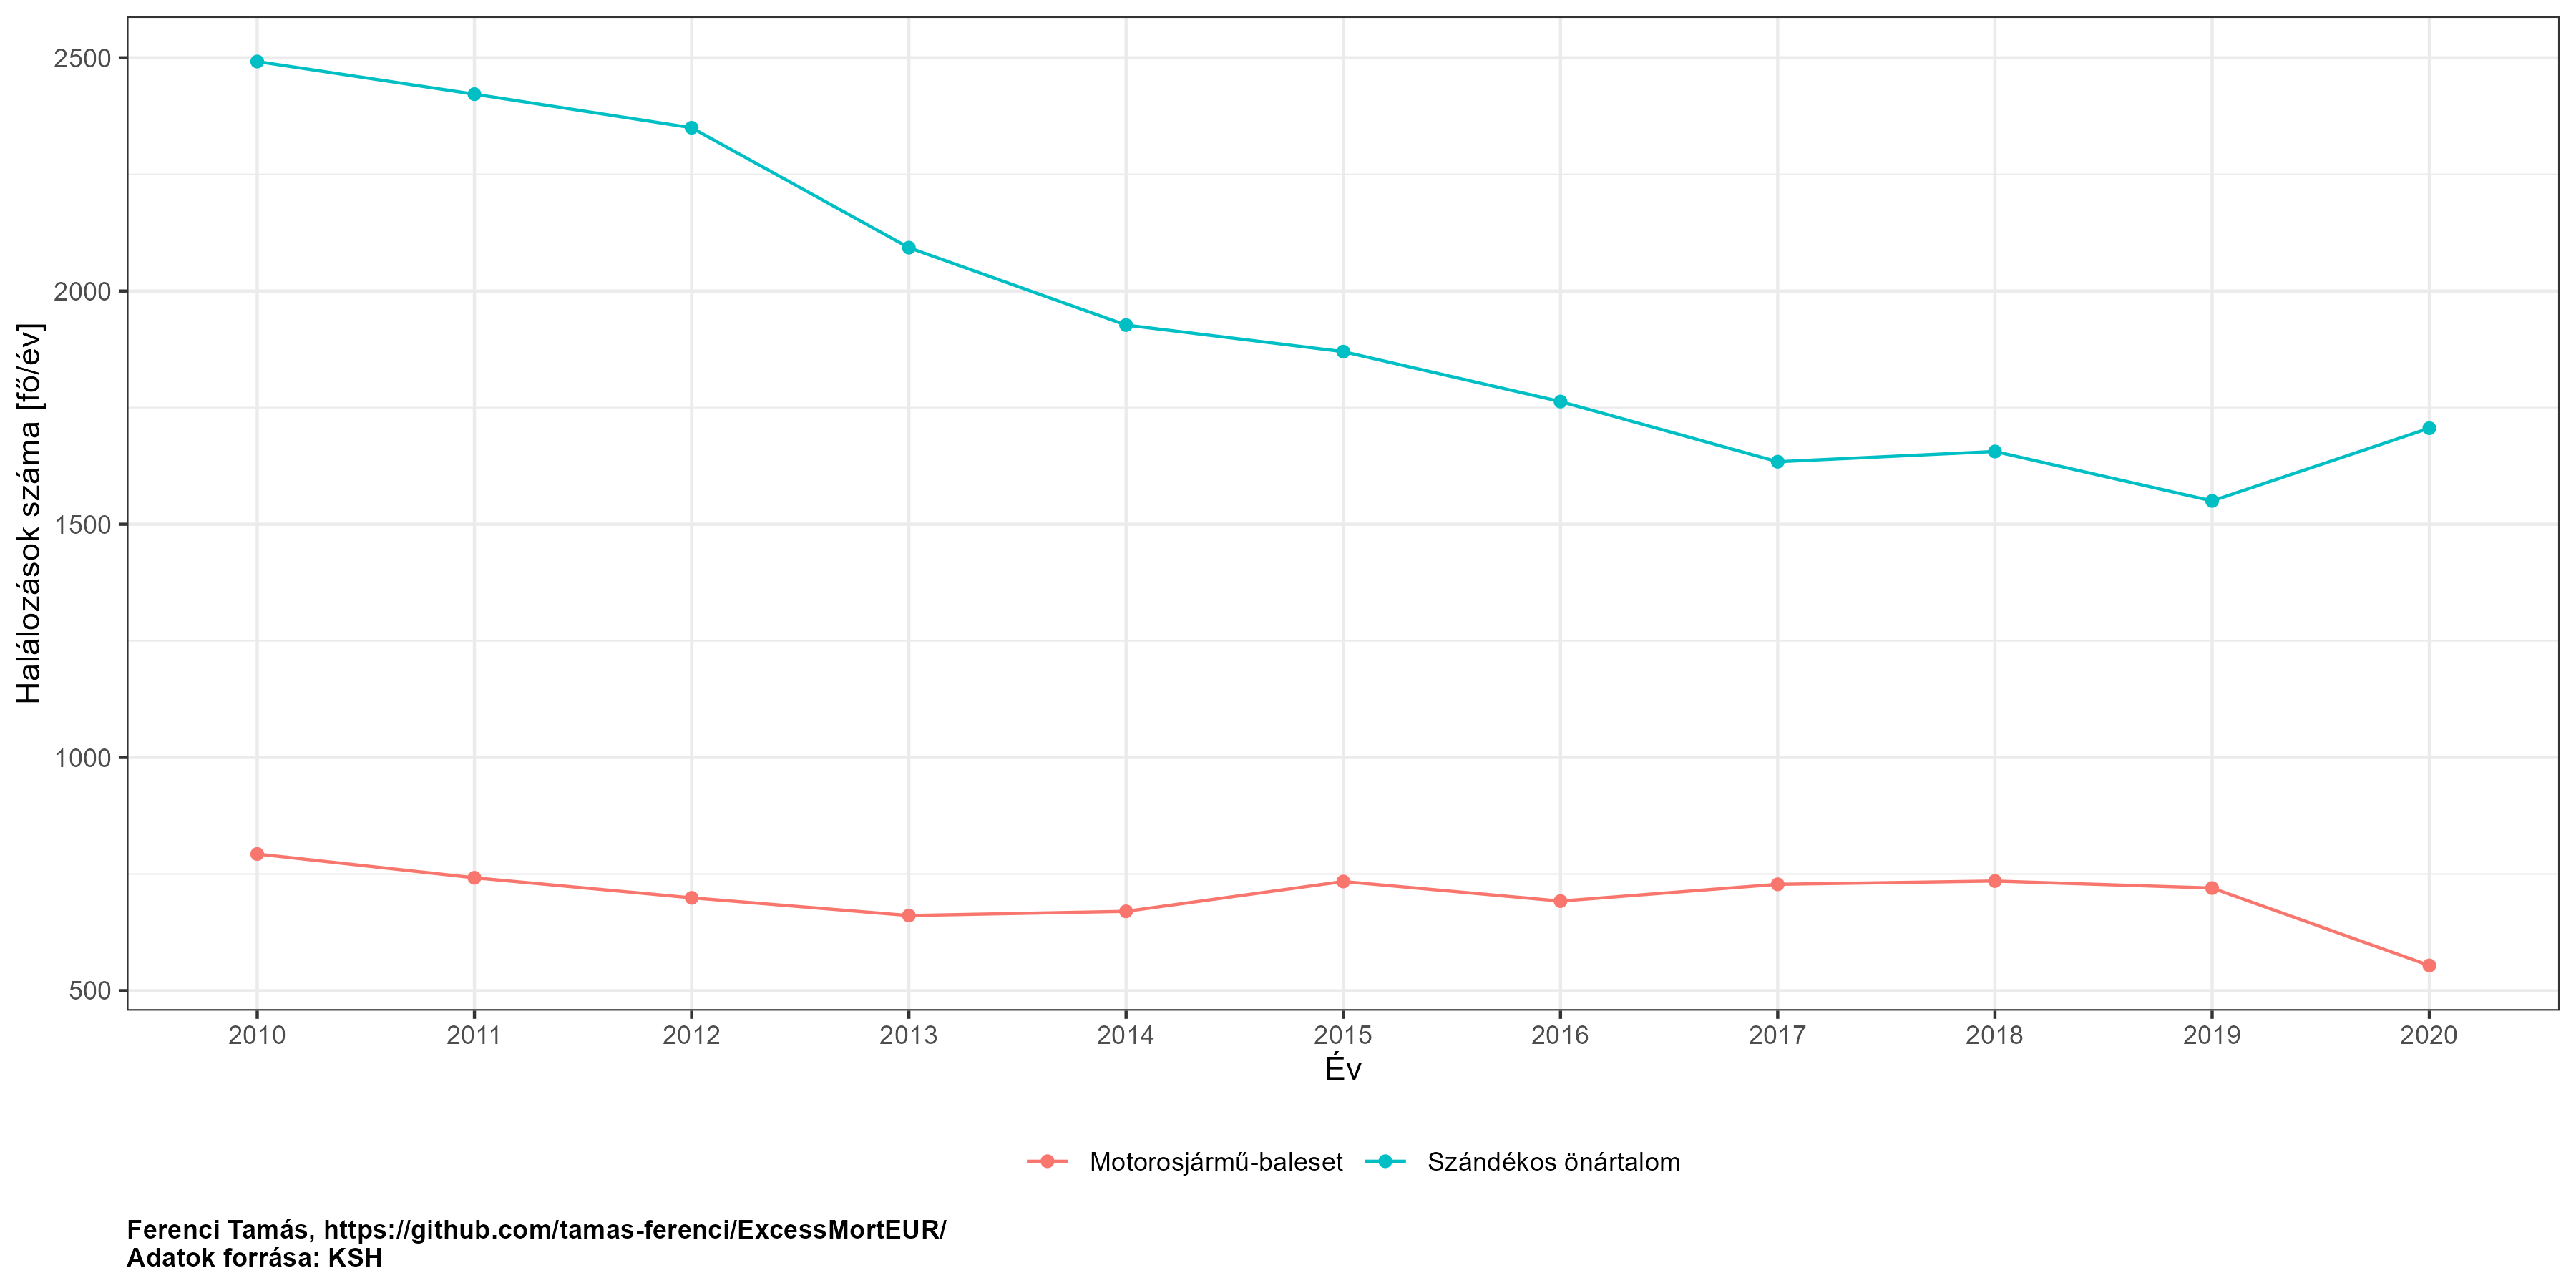 2500
2000
1500
1000
500
Halálozások száma [fő/év]
2010 2011 2012 2013 2014 2015 2016 2017 2018 2019 2020
Év
Motorosjármű-baleset Szándékos önártalom
Ferenci Tamás, https://github.com/tamas-ferenci/ExcessMortEUR/
Adatok forrása: KSH